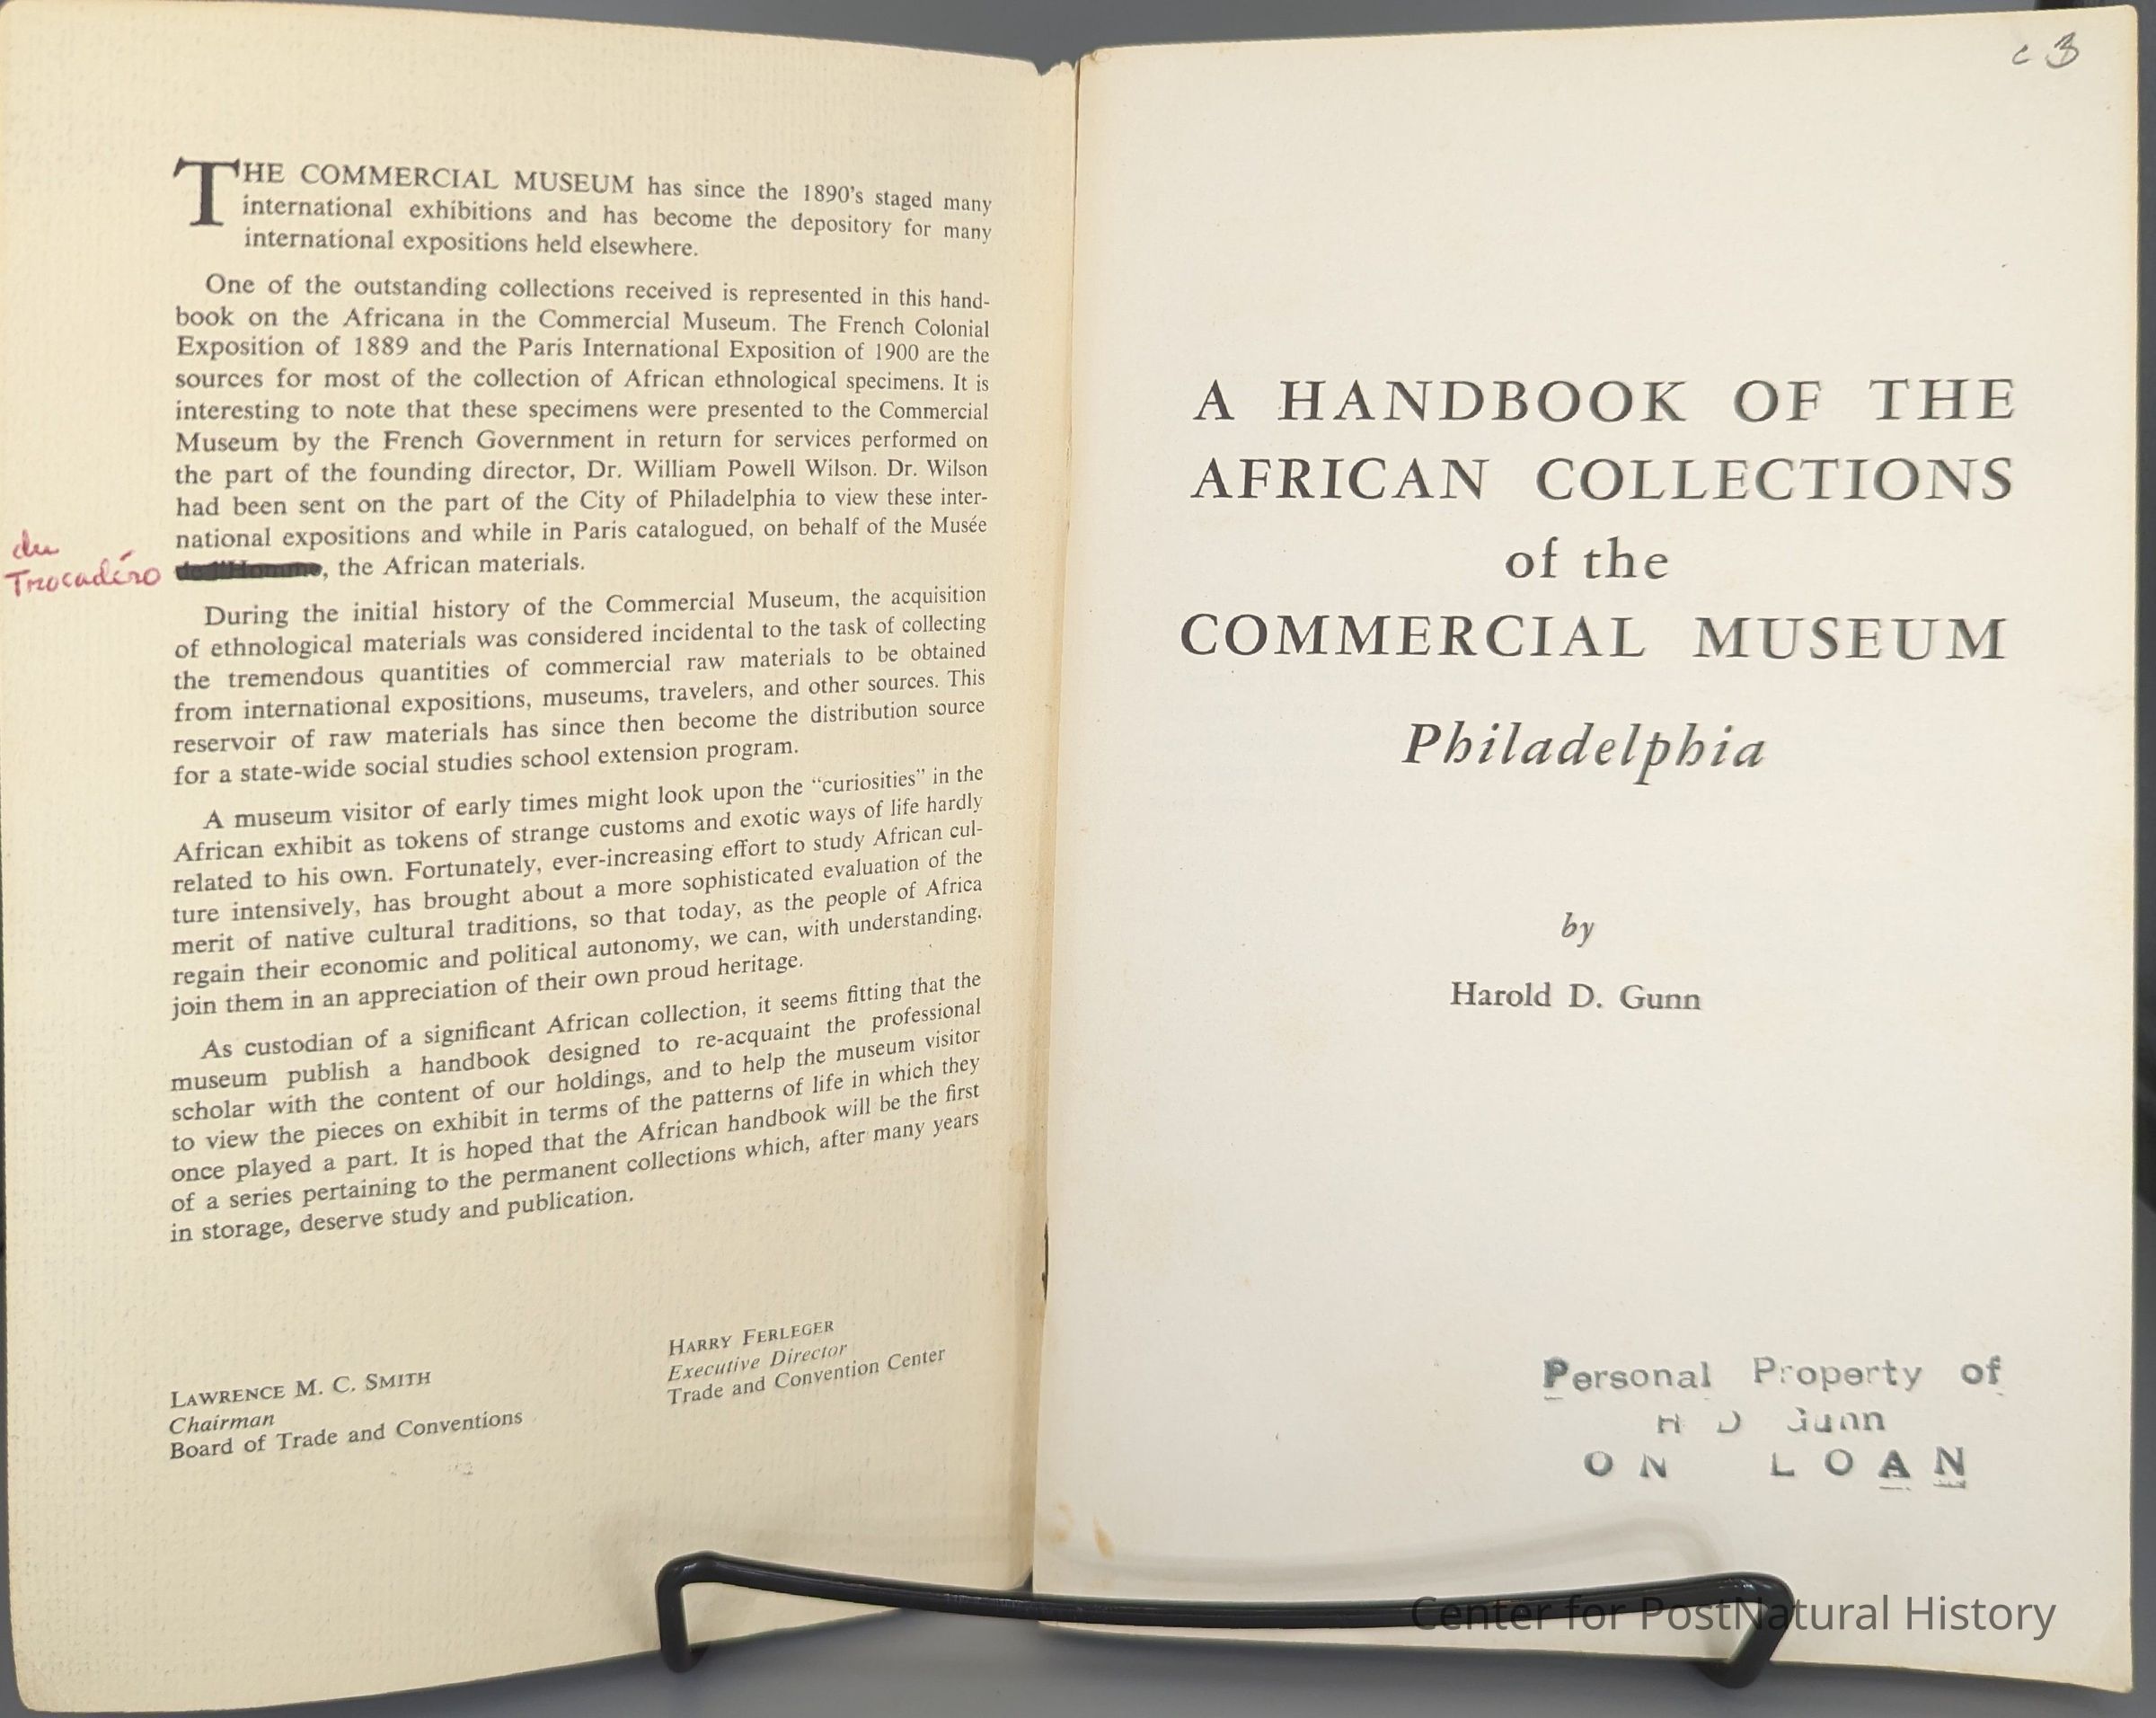 THE COMMERCIAL MUSEUM has since the 1890's staged many
international exhibitions and has become the depository for many
international expositions held elsewhere.
One of the outstanding collections received is represented in this hand-
book on the Africana in the Commercial Museum. The French Colonial
Exposition of 1889 and the Paris International Exposition of 1900 are the
sources for most of the collection of African ethnological specimens. It is
interesting to note that these specimens were presented to the Commercial
Museum by the French Government in return for services performed on
the part of the founding director, Dr. William Powell Wilson. Dr. Wilson
had been sent on the part of the City of Philadelphia to view these inter-
national expositions and while in Paris catalogued, on behalf of the Musée
du
Trocadéro
de l'Homme, the African materials.
During the initial history of the Commercial Museum, the acquisition
of ethnological materials was considered incidental to the task of collecting
the tremendous quantities of commercial raw materials to be obtained
from international expositions, museums, travelers, and other sources. This
reservoir of raw materials has since then become the distribution source
for a state-wide social studies school extension program.
A museum visitor of early times might look upon the "curiosities" in the
African exhibit as tokens of strange customs and exotic ways of life hardly
related to his own. Fortunately, ever-increasing effort to study African cul-
ture intensively, has brought about a more sophisticated evaluation of the
merit of native cultural traditions, so that today, as the people of Africa
regain their economic and political autonomy, we can, with understanding,
join them in an appreciation of their own proud heritage.
As custodian of a significant African collection, it seems fitting that the
museum publish a handbook designed to re-acquaint the professional
scholar with the content of our holdings, and to help the museum visitor
to view the pieces on exhibit in terms of the patterns of life in which they
once played a part. It is hoped that the African handbook will be the first
of a series pertaining to the permanent collections which, after many years
in storage, deserve study and publication.
LAWRENCE M. C. SMITH
Chairman
Board of Trade and Conventions
HARRY FERLEGER
Executive Director
Trade and Convention Center
c 3
A HANDBOOK OF THE
AFRICAN COLLECTIONS
of the
COMMERCIAL MUSEUM
Philadelphia
by
Harold D. Gunn
Personal Property of
H D Gunn
ON LOAN
Center for PostNatural History